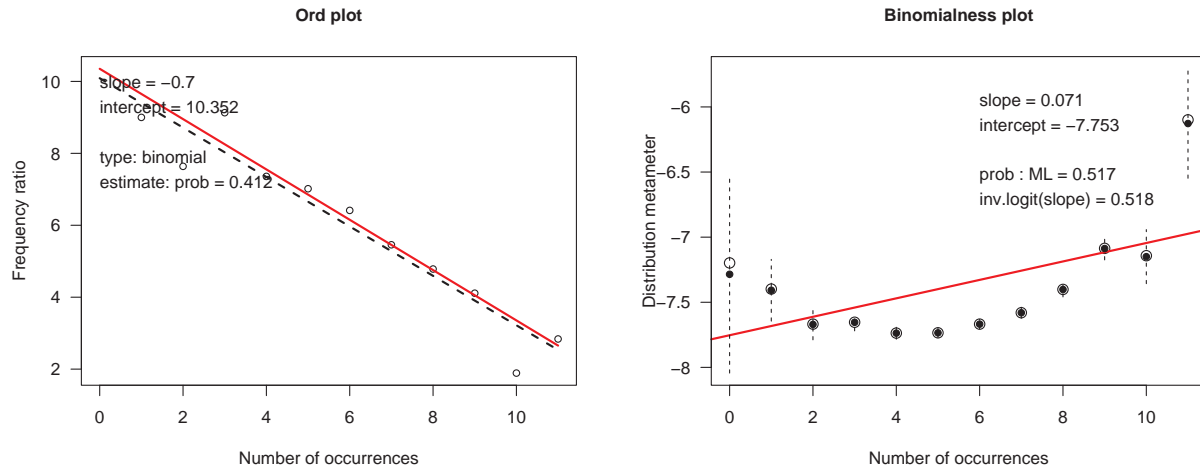 Ord plot
Frequency ratio
10
8
6
4
2
slope = −0.7
intercept = 10.352
type: binomial
estimate: prob = 0.412
0 2 4 6 8 10
Number of occurrences
Binomialness plot
Distribution metameter
−6
−6.5
−7
−7.5
−8
slope = 0.071
intercept = −7.753
prob : ML = 0.517
inv.logit(slope) = 0.518
0 2 4 6 8 10
Number of occurrences